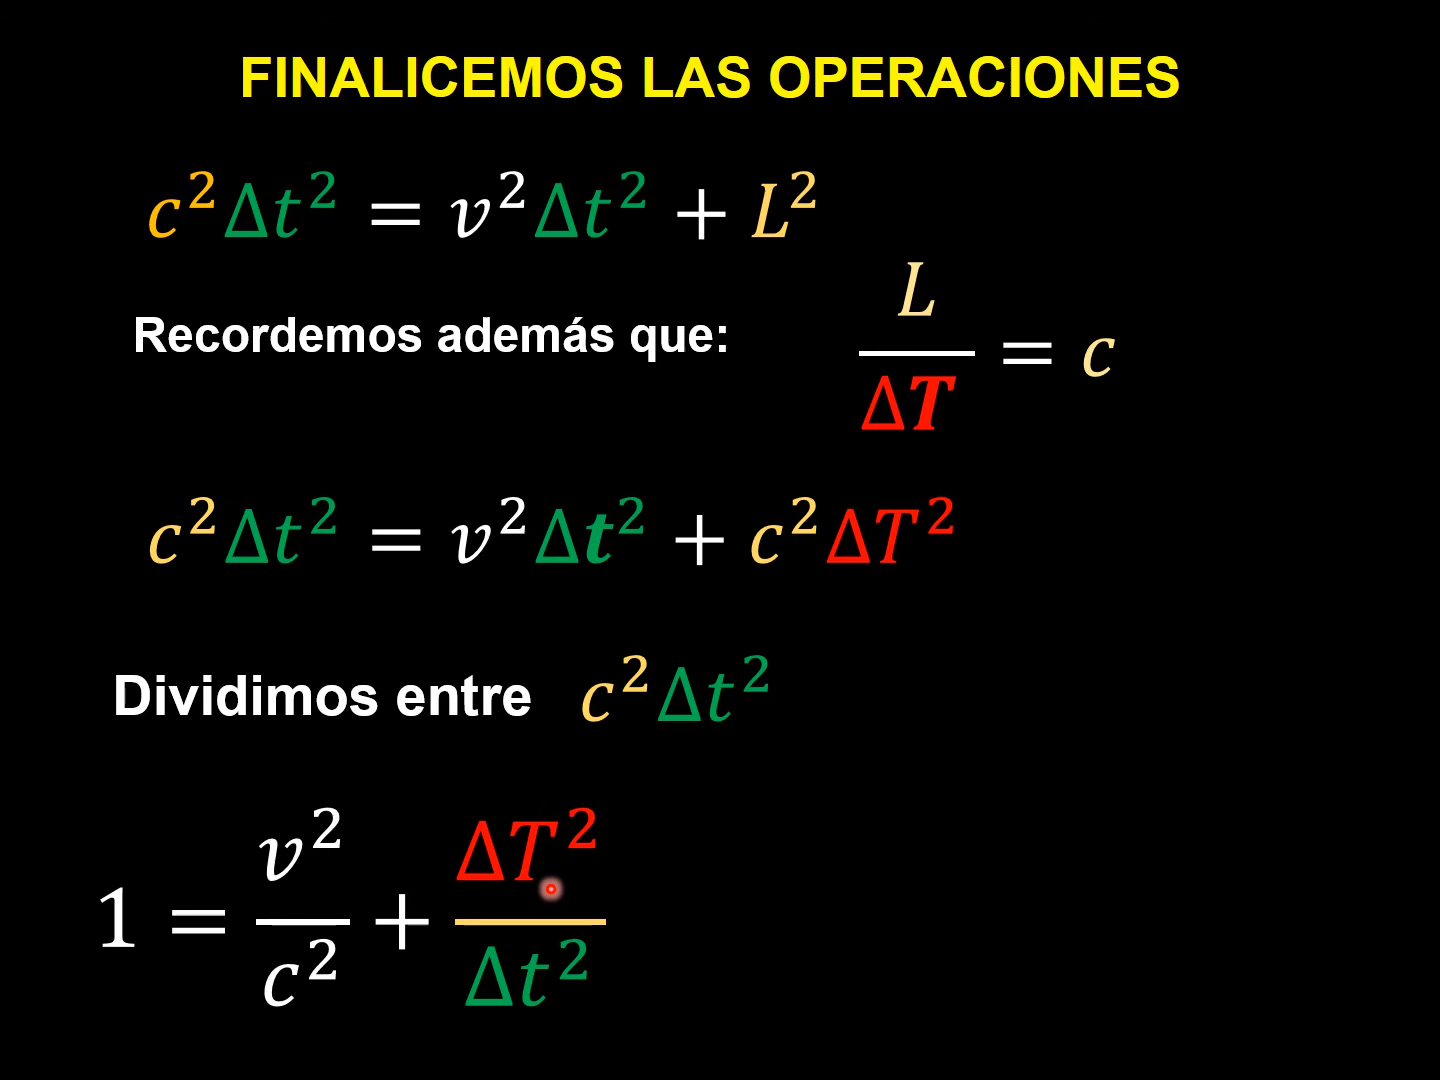 FINALICEMOS LAS OPERACIONES
c²Δt² = v²Δt² + L²
Recordemos además que:
L/ΔT = c
c²Δt² = v²Δt² + c²ΔT²
Dividimos entre c²Δt²
1 = v²/c² + ΔT²/Δt²